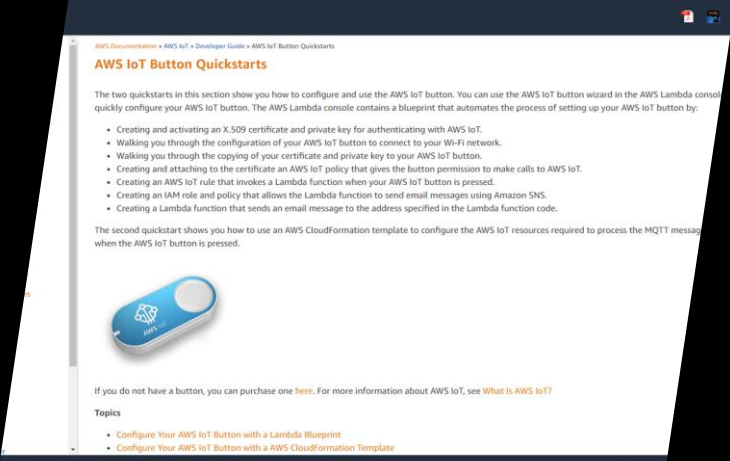 AWS Documentation » AWS IoT » Developer Guide » AWS IoT Button Quickstarts
AWS IoT Button Quickstarts
The two quickstarts in this section show you how to configure and use the AWS IoT button. You can use the AWS IoT button wizard in the AWS Lambda consol
quickly configure your AWS IoT button. The AWS Lambda console contains a blueprint that automates the process of setting up your AWS IoT button by:
• Creating and activating an X.509 certificate and private key for authenticating with AWS IoT.
• Walking you through the configuration of your AWS IoT button to connect to your Wi-Fi network.
• Walking you through the copying of your certificate and private key to your AWS IoT button.
• Creating and attaching to the certificate an AWS IoT policy that gives the button permission to make calls to AWS IoT.
• Creating an AWS IoT rule that invokes a Lambda function when your AWS IoT button is pressed.
• Creating an IAM role and policy that allows the Lambda function to send email messages using Amazon SNS.
• Creating a Lambda function that sends an email message to the address specified in the Lambda function code.
The second quickstart shows you how to use an AWS CloudFormation template to configure the AWS IoT resources required to process the MQTT messag
when the AWS IoT button is pressed.
AWS IoT
If you do not have a button, you can purchase one here. For more information about AWS IoT, see What Is AWS IoT?
Topics
• Configure Your AWS IoT Button with a Lambda Blueprint
• Configure Your AWS IoT Button with a AWS CloudFormation Template